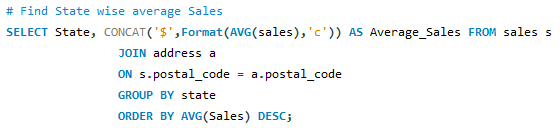 # Find State wise average Sales
SELECT State, CONCAT('$',Format(AVG(sales),'c')) AS Average_Sales FROM sales s
JOIN address a
ON s.postal_code = a.postal_code
GROUP BY state
ORDER BY AVG(Sales) DESC;